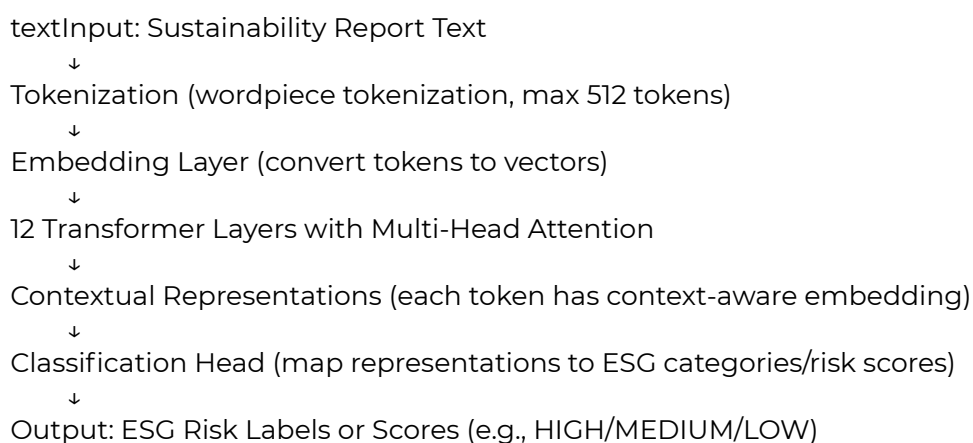 textInput: Sustainability Report Text
↓
Tokenization (wordpiece tokenization, max 512 tokens)
↓
Embedding Layer (convert tokens to vectors)
↓
12 Transformer Layers with Multi-Head Attention
↓
Contextual Representations (each token has context-aware embedding)
↓
Classification Head (map representations to ESG categories/risk scores)
↓
Output: ESG Risk Labels or Scores (e.g., HIGH/MEDIUM/LOW)